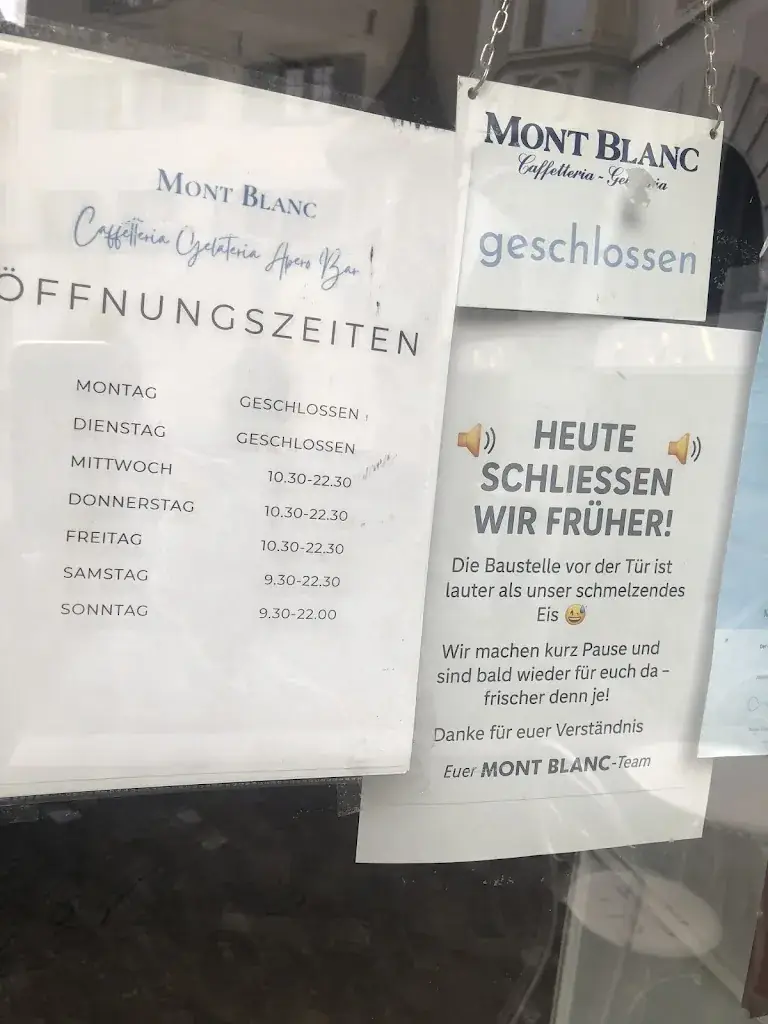 MONT BLANC
Caffetteria Gelateria Apero Bar
ÖFFNUNGSZEITEN
MONTAG GESCHLOSSEN
DIENSTAG GESCHLOSSEN
MITTWOCH 10.30-22.30
DONNERSTAG 10.30-22.30
FREITAG 10.30-22.30
SAMSTAG 9.30-22.30
SONNTAG 9.30-22.00
MONT BLANC
Caffetteria -
geschlossen
🔊 HEUTE 🔊
SCHLIESSEN
WIR FRÜHER!
Die Baustelle vor der Tür ist
lauter als unser schmelzendes
Eis 😅
Wir machen kurz Pause und
sind bald wieder für euch da –
frischer denn je!
Danke für euer Verständnis
Euer MONT BLANC-Team